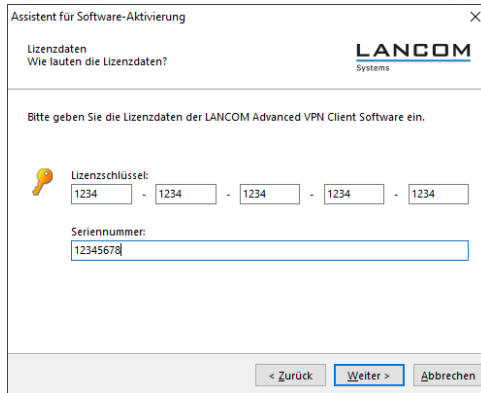 Assistent für Software-Aktivierung
Lizenzdaten
Wie lauten die Lizenzdaten?
LANCOM
Systems
Bitte geben Sie die Lizenzdaten der LANCOM Advanced VPN Client Software ein.
Lizenzschlüssel:
1234 - 1234 - 1234 - 1234 - 1234
Seriennummer:
12345678
< Zurück Weiter > Abbrechen